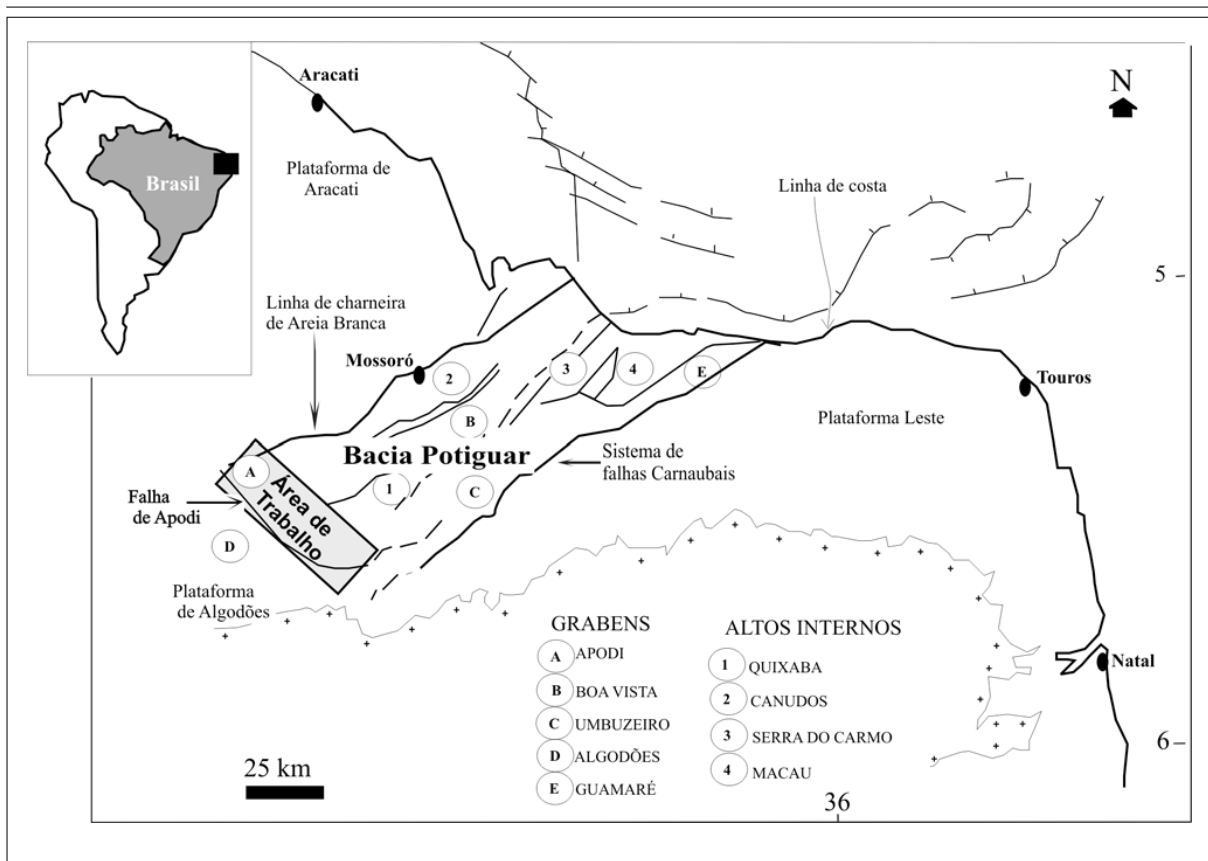 Aracati
N
Brasil
Plataforma de
Aracati
Linha de costa
5
Linha de charneira
de Areia Branca
Mossoró
2
3
4
E
Touros
B
Plataforma Leste
Bacia Potiguar
Sistema de
falhas Carnaubais
A
Área de
Trabalho
1
C
Falha
de Apodi
D
Plataforma
de Algodões
GRABENS
A APODI
B BOA VISTA
C UMBUZEIRO
D ALGODÕES
E GUAMARÉ
ALTOS INTERNOS
1 QUIXABA
2 CANUDOS
3 SERRA DO CARMO
4 MACAU
Natal
6
25 km
36